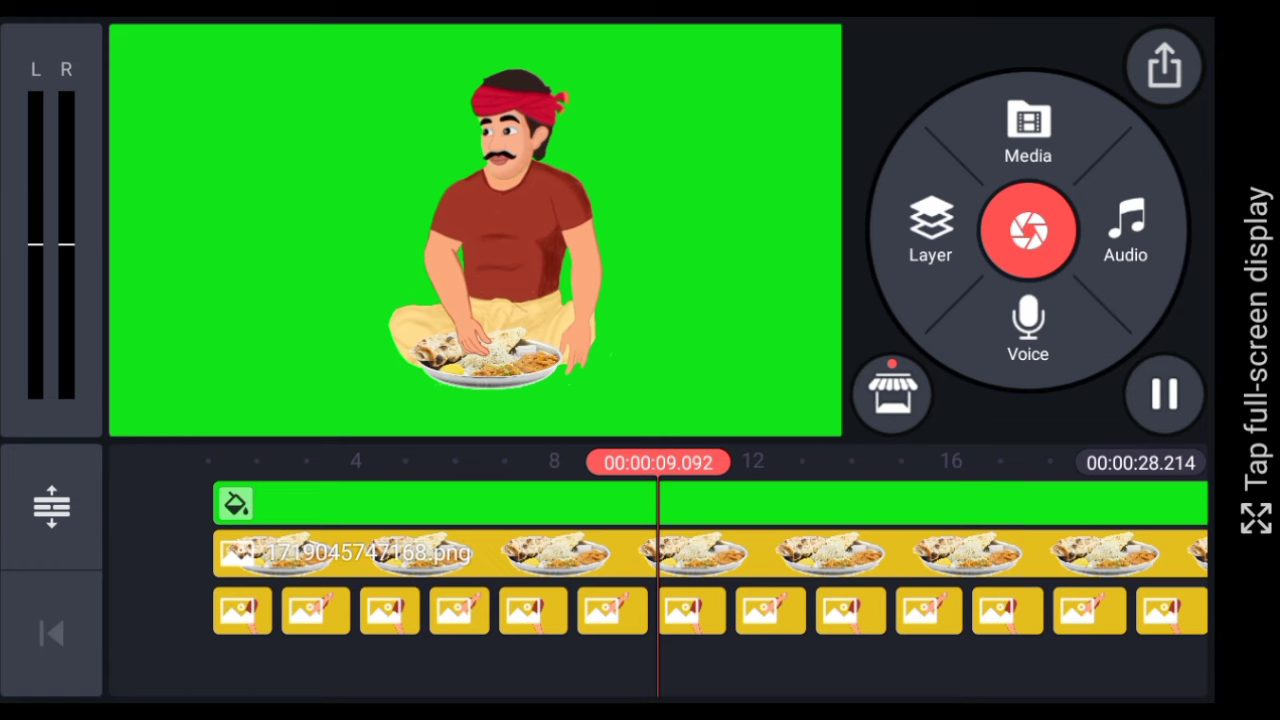 L R
Media
Layer
Audio
Voice
4
8
00:00:09.092
12
16
00:00:28.214
1719045747168.png
Tap full-screen display